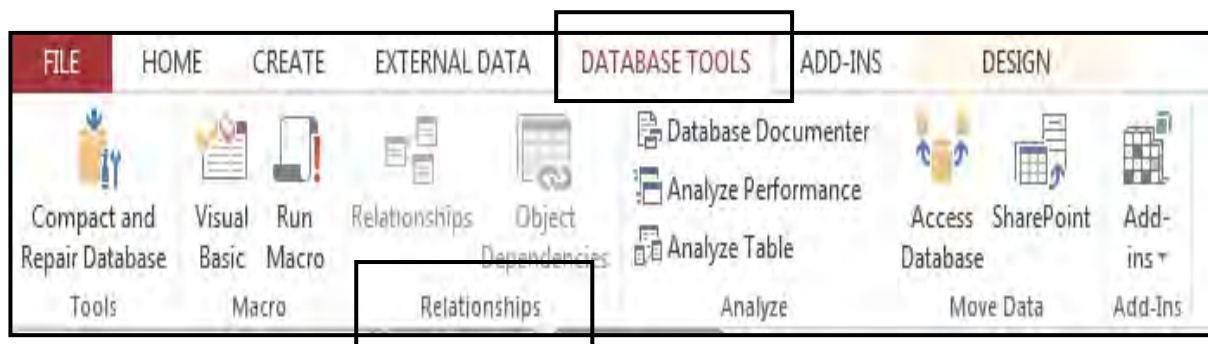 FILE HOME CREATE EXTERNAL DATA DATABASE TOOLS ADD-INS DESIGN
Compact and
Repair Database
Tools
Visual
Basic
Run
Macro
Macro
Relationships
Object
Dependencies
Relationships
Database Documenter
Analyze Performance
Analyze Table
Analyze
Access
Database
SharePoint
Move Data
Add-
ins
Add-Ins